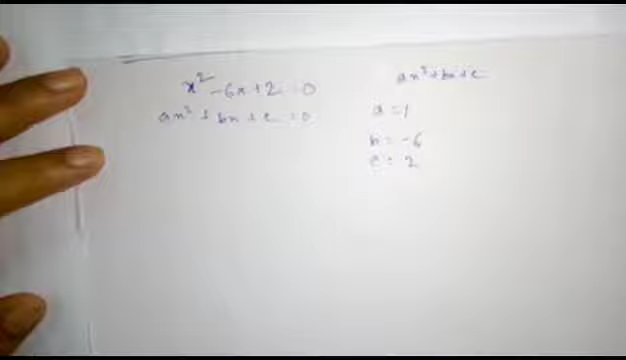 x² - 6x + 2 = 0
ax² + bx + c = 0
ax² + bx + c
a = 1
b = -6
c = 2